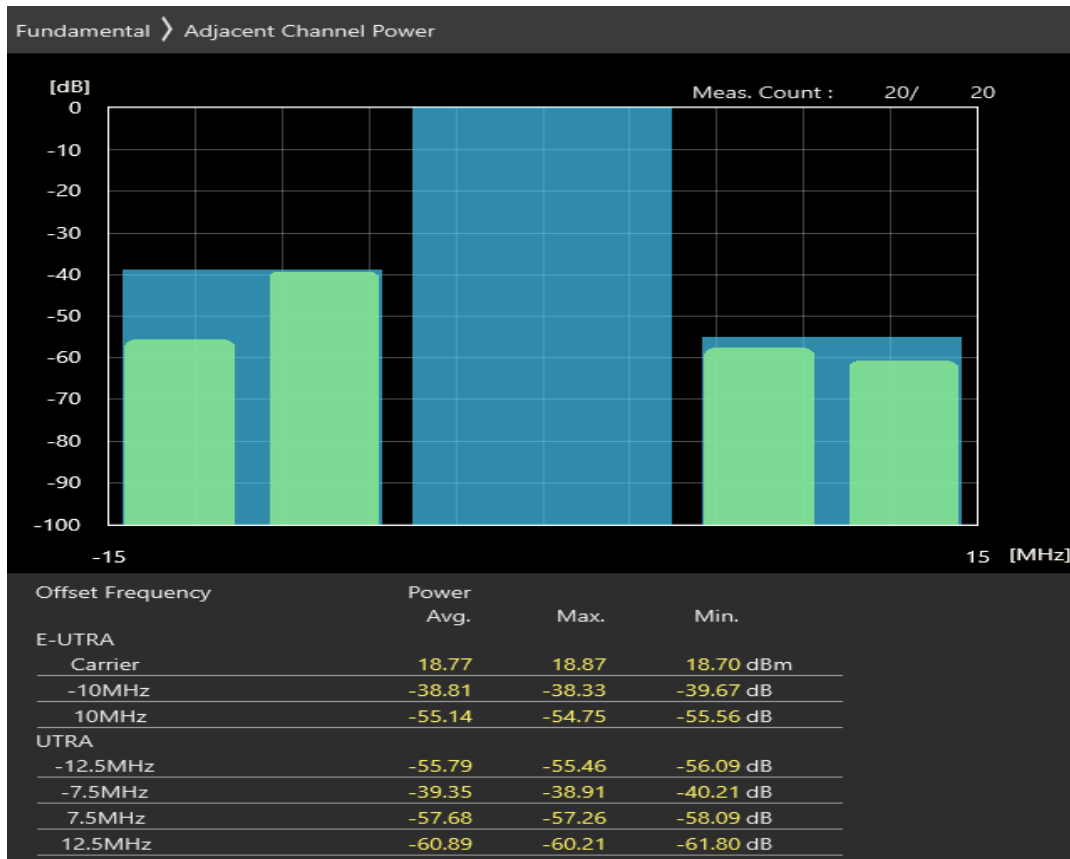 Fundamental ❯ Adjacent Channel Power
[dB]
Meas. Count : 20/ 20
0
-10
-20
-30
-40
-50
-60
-70
-80
-90
-100
-15 15 [MHz]
Offset Frequency Power
Avg. Max. Min.
E-UTRA
Carrier 18.77 18.87 18.70 dBm
-10MHz -38.81 -38.33 -39.67 dB
10MHz -55.14 -54.75 -55.56 dB
UTRA
-12.5MHz -55.79 -55.46 -56.09 dB
-7.5MHz -39.35 -38.91 -40.21 dB
7.5MHz -57.68 -57.26 -58.09 dB
12.5MHz -60.89 -60.21 -61.80 dB